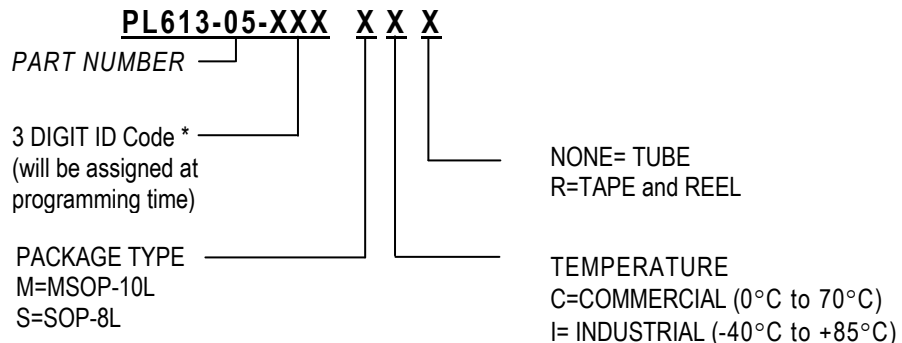 PL613-05-XXX X X X
PART NUMBER
3 DIGIT ID Code *
(will be assigned at
programming time)
NONE= TUBE
R=TAPE and REEL
PACKAGE TYPE
M=MSOP-10L
S=SOP-8L
TEMPERATURE
C=COMMERCIAL (0°C to 70°C)
I= INDUSTRIAL (-40°C to +85°C)